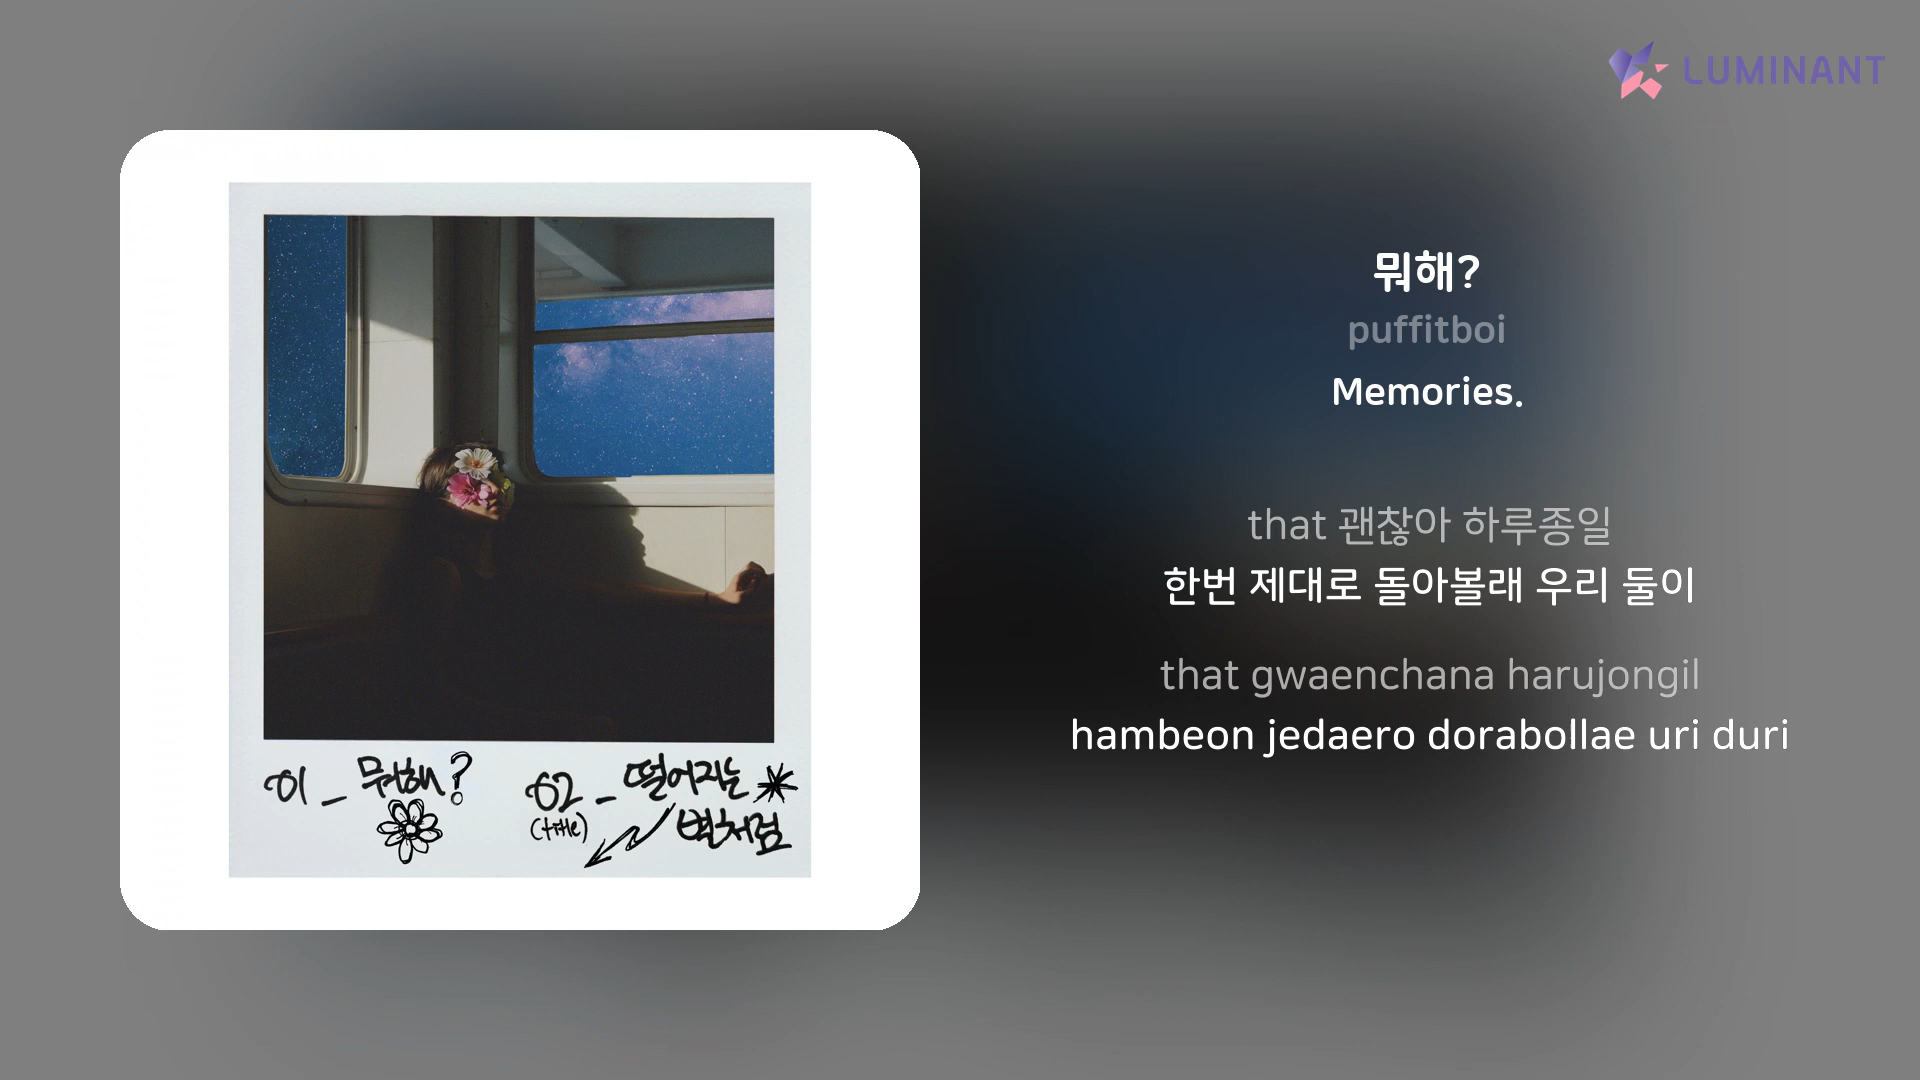 LUMINANT
뭐해?
puffitboi
Memories.
that 괜찮아 하루종일
한번 제대로 돌아볼래 우리 둘이
that gwaenchana harujongil
hambeon jedaero dorabollae uri duri
01 _ 뭐해?
02 _ 떨어지는
(title) 별처럼